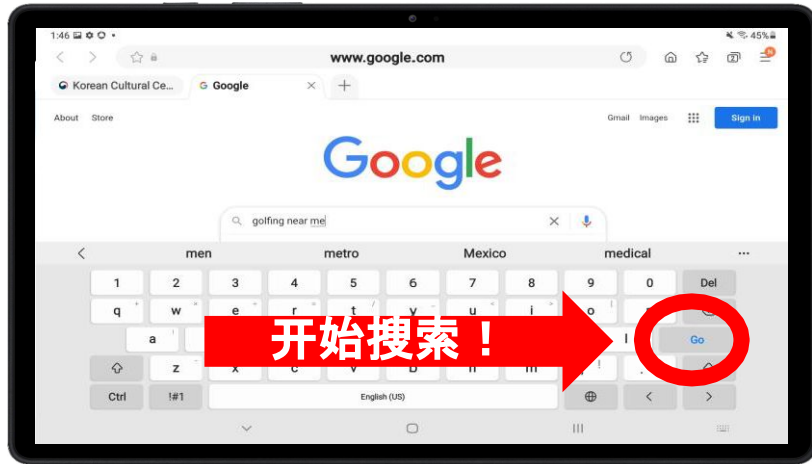 1:46 45%
www.google.com
Korean Cultural Ce... Google
About Store Gmail Images Sign in
Google
golfing near me
men metro Mexico medical ...
1 2 3 4 5 6 7 8 9 0 Del
q w e r t y u i o
a l Go
开始搜索！
z x c v b n m ! .
Ctrl !#1 English (US) < >